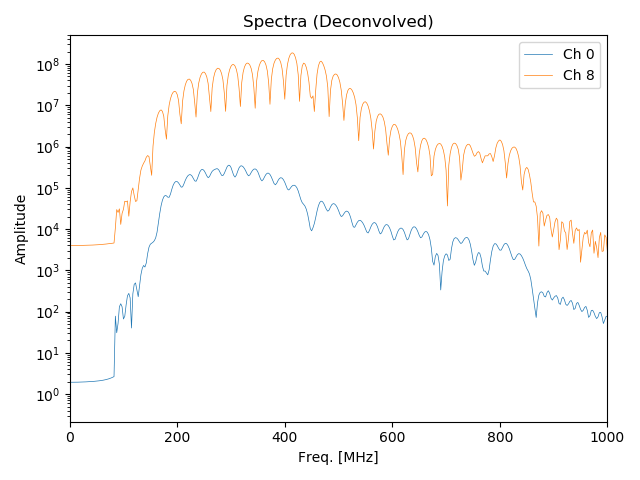 Spectra (Deconvolved)
Ch 0
Ch 8
Amplitude
10^8
10^7
10^6
10^5
10^4
10^3
10^2
10^1
10^0
0 200 400 600 800 1000
Freq. [MHz]